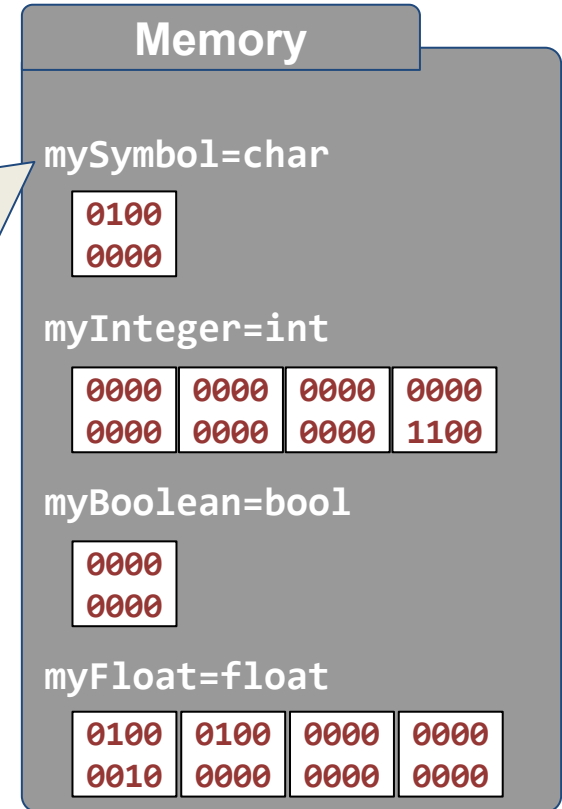 Memory
mySymbol=char
0100
0000
myInteger=int
0000 0000 0000 0000
0000 0000 0000 1100
myBoolean=bool
0000
0000
myFloat=float
0100 0100 0000 0000
0010 0000 0000 0000